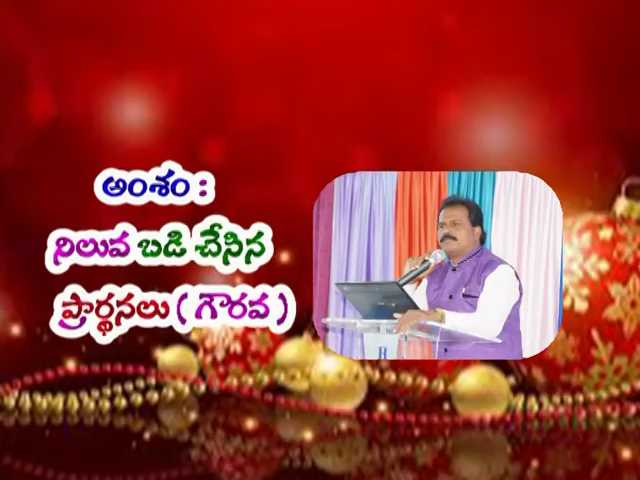 అంశం :
నిలువ బడి చేసిన
ప్రార్థనలు ( గౌరవ )